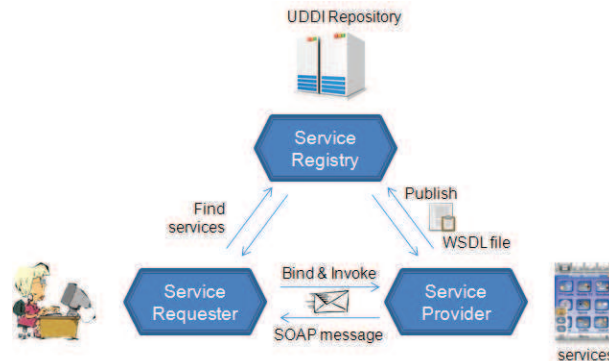 UDDI Repository
Service
Registry
Find
services
Publish
WSDL file
Bind & Invoke
Service
Requester
Service
Provider
SOAP message
services